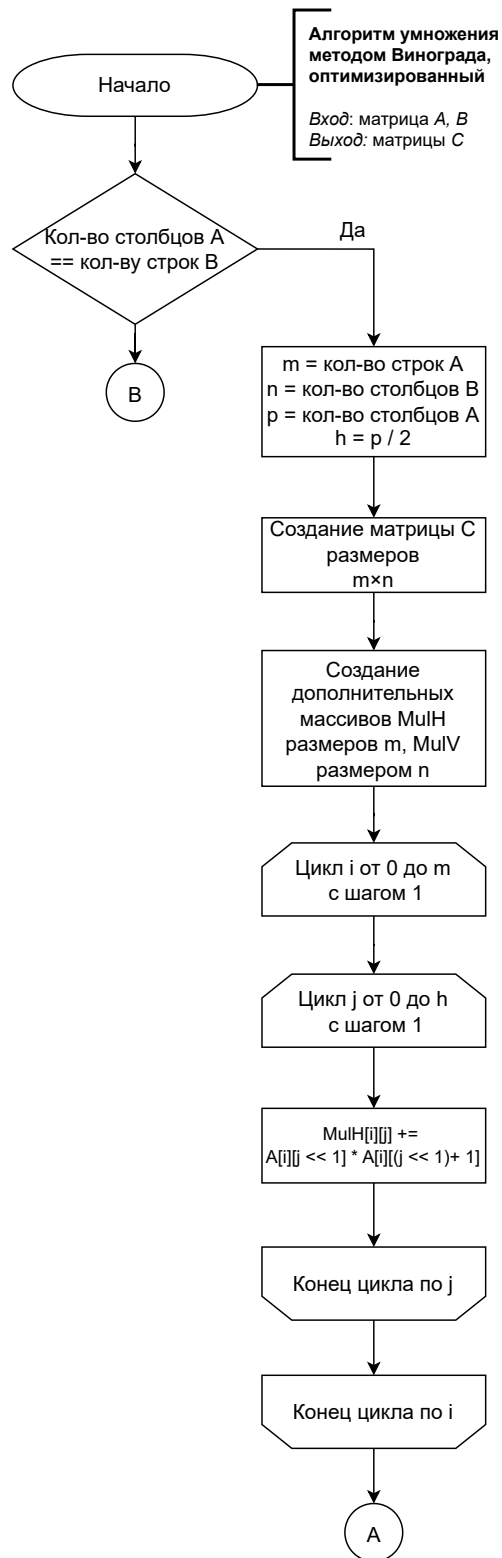 Алгоритм умножения
методом Винограда,
оптимизированный
Вход: матрица A, B
Выход: матрицы C
Начало
Кол-во столбцов A
== кол-ву строк B
Да
B
m = кол-во строк A
n = кол-во столбцов B
p = кол-во столбцов A
h = p / 2
Создание матрицы C
размеров
m×n
Создание
дополнительных
массивов MulH
размеров m, MulV
размером n
Цикл i от 0 до m
с шагом 1
Цикл j от 0 до h
с шагом 1
MulH[i][j] +=
A[i][j << 1] * A[i][(j << 1)+ 1]
Конец цикла по j
Конец цикла по i
A